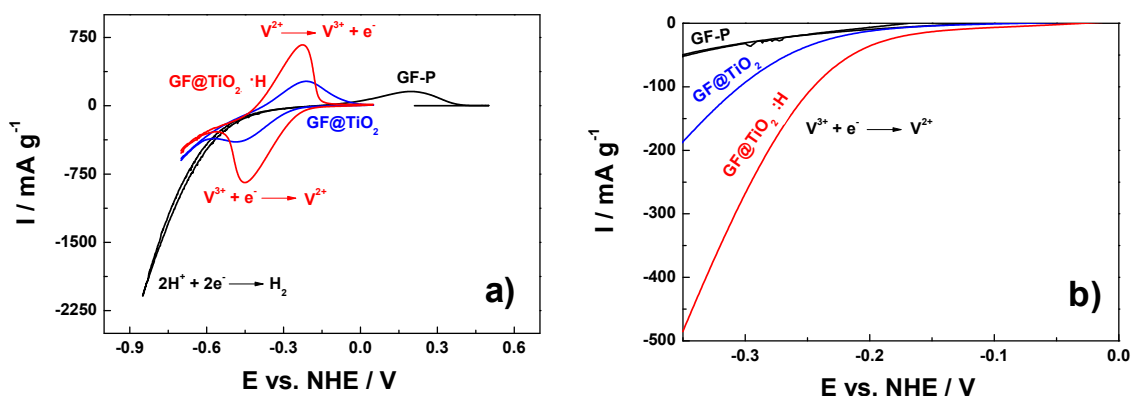 V²⁺ → V³⁺ + e⁻
GF@TiO₂ :H
GF-P
GF@TiO₂
V³⁺ + e⁻ → V²⁺
2H⁺ + 2e⁻ → H₂
a)
750
0
-750
-1500
-2250
I / mA g⁻¹
-0.9 -0.6 -0.3 0.0 0.3 0.6
E vs. NHE / V
GF-P
GF@TiO₂
GF@TiO₂:H
V³⁺ + e⁻ → V²⁺
b)
0
-100
-200
-300
-400
-500
I / mA g⁻¹
-0.3 -0.2 -0.1 0.0
E vs. NHE / V